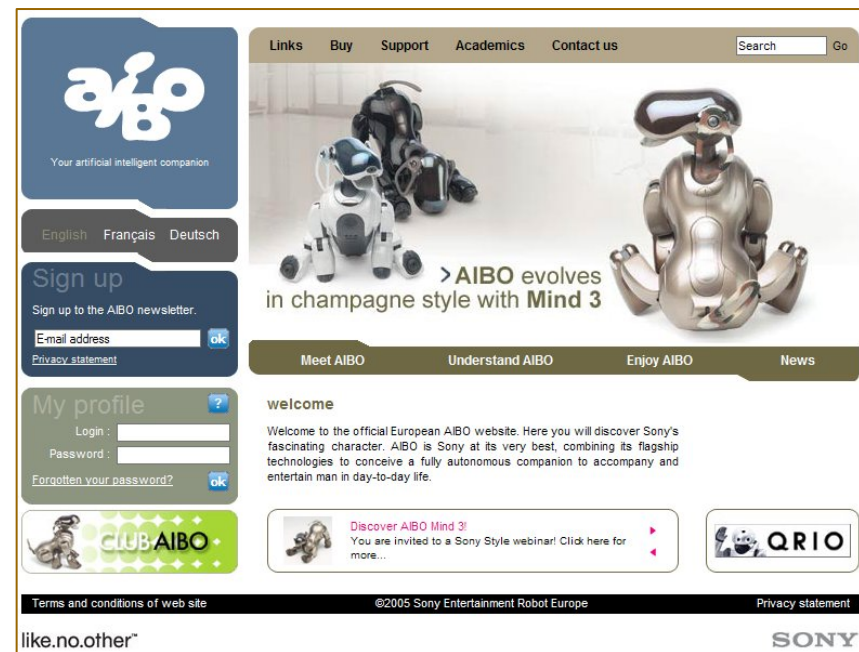 Links Buy Support Academics Contact us Search Go
aiBO
Your artificial intelligent companion
English Français Deutsch
Sign up
Sign up to the AIBO newsletter.
E-mail address ok
Privacy statement
>AIBO evolves
in champagne style with Mind 3
Meet AIBO Understand AIBO Enjoy AIBO News
My profile ?
Login :
Password :
Forgotten your password? ok
CLUB AIBO
welcome
Welcome to the official European AIBO website. Here you will discover Sony's
fascinating character. AIBO is Sony at its very best, combining its flagship
technologies to conceive a fully autonomous companion to accompany and
entertain man in day-to-day life.
Discover AIBO Mind 3!
You are invited to a Sony Style webinar! Click here for
more...
QRIO
Terms and conditions of web site ©2005 Sony Entertainment Robot Europe Privacy statement
like.no.other™ SONY